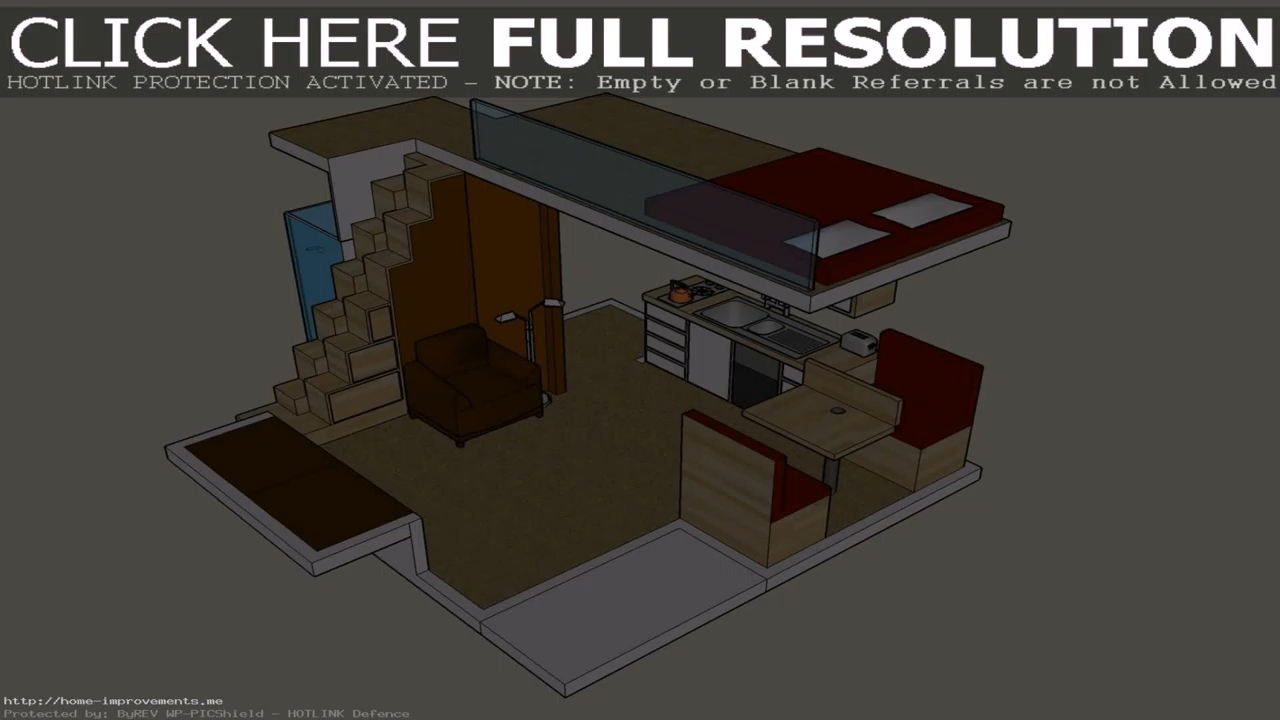 CLICK HERE FULL RESOLUTION
HOTLINK PROTECTION ACTIVATED - NOTE: Empty or Blank Referrals are not Allowed
http://home-improvements.me
Protected by: ByREV WP-PICShield - HOTLINK Defence